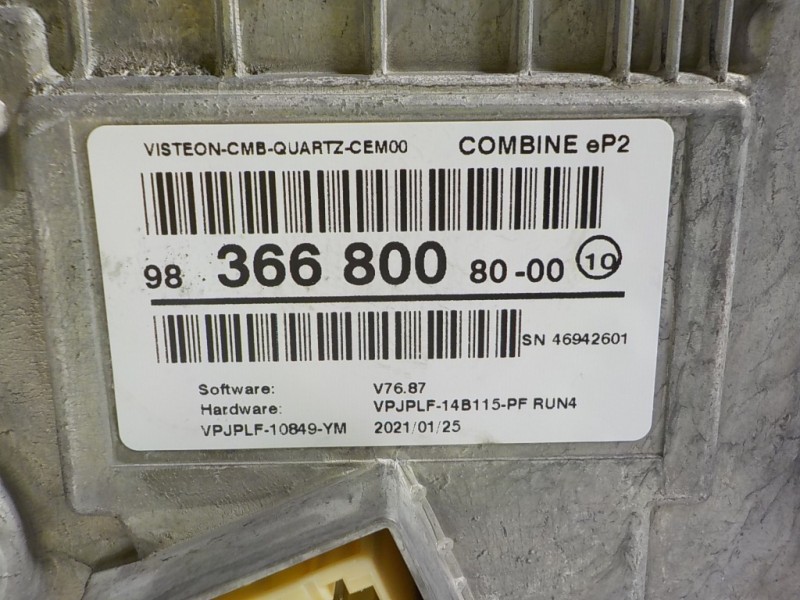 VISTEON-CMB-QUARTZ-CEM00 COMBINE eP2
98 366 800 80-00 10
SN 46942601
Software: V76.87
Hardware: VPJPLF-14B115-PF RUN4
VPJPLF-10849-YM 2021/01/25